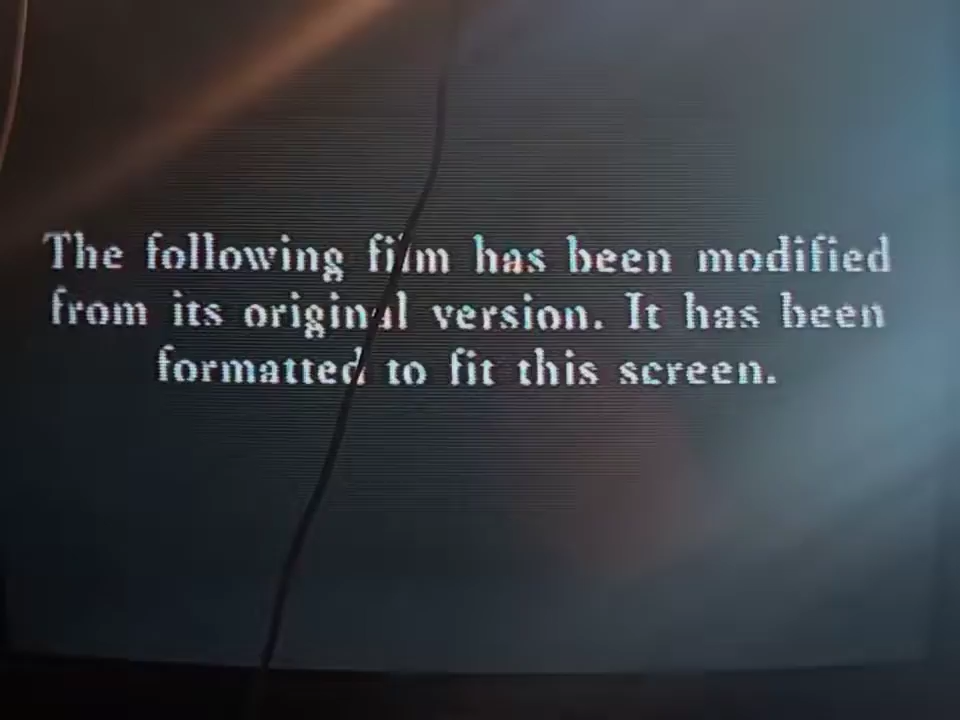 The following film has been modified
from its original version. It has been
formatted to fit this screen.